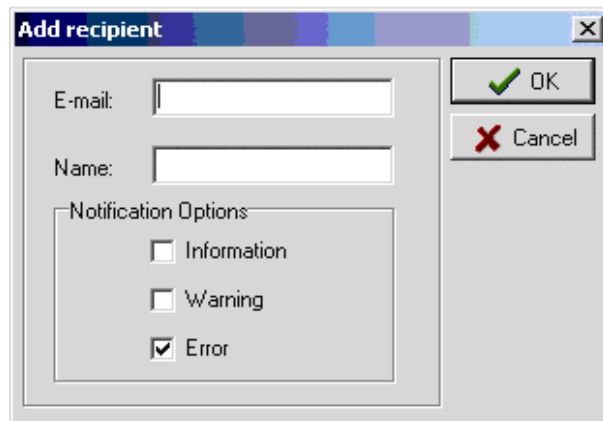 Add recipient
E-mail:
OK
Cancel
Name:
Notification Options
Information
Warning
Error